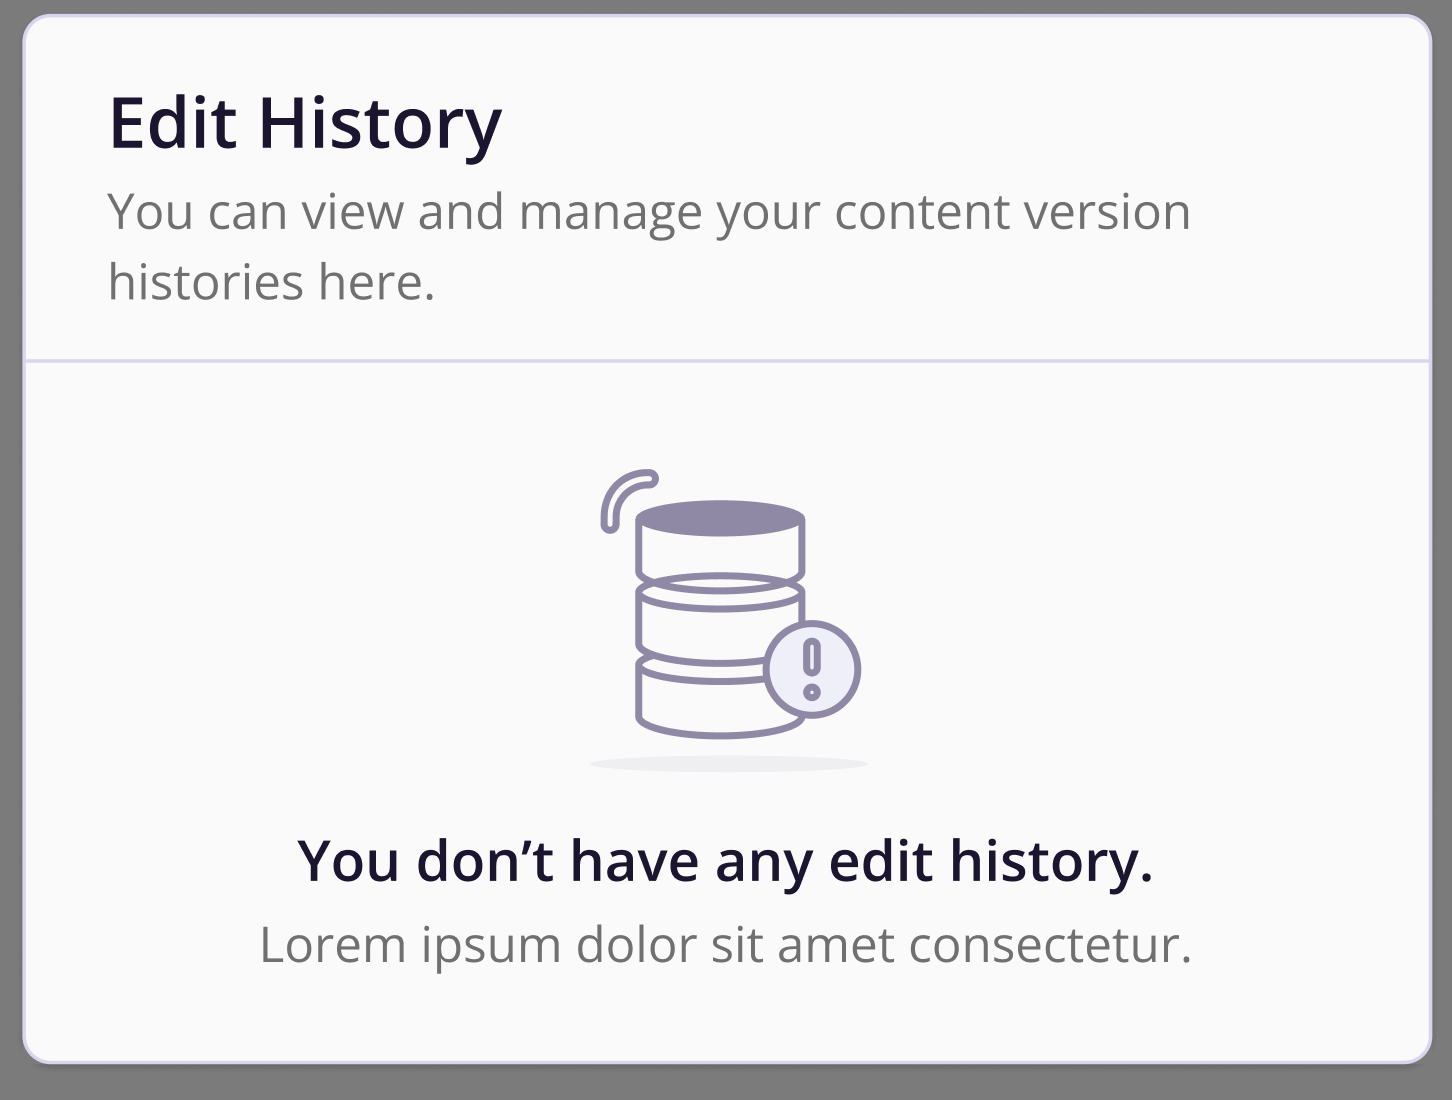 Edit History
You can view and manage your content version
histories here.
You don’t have any edit history.
Lorem ipsum dolor sit amet consectetur.